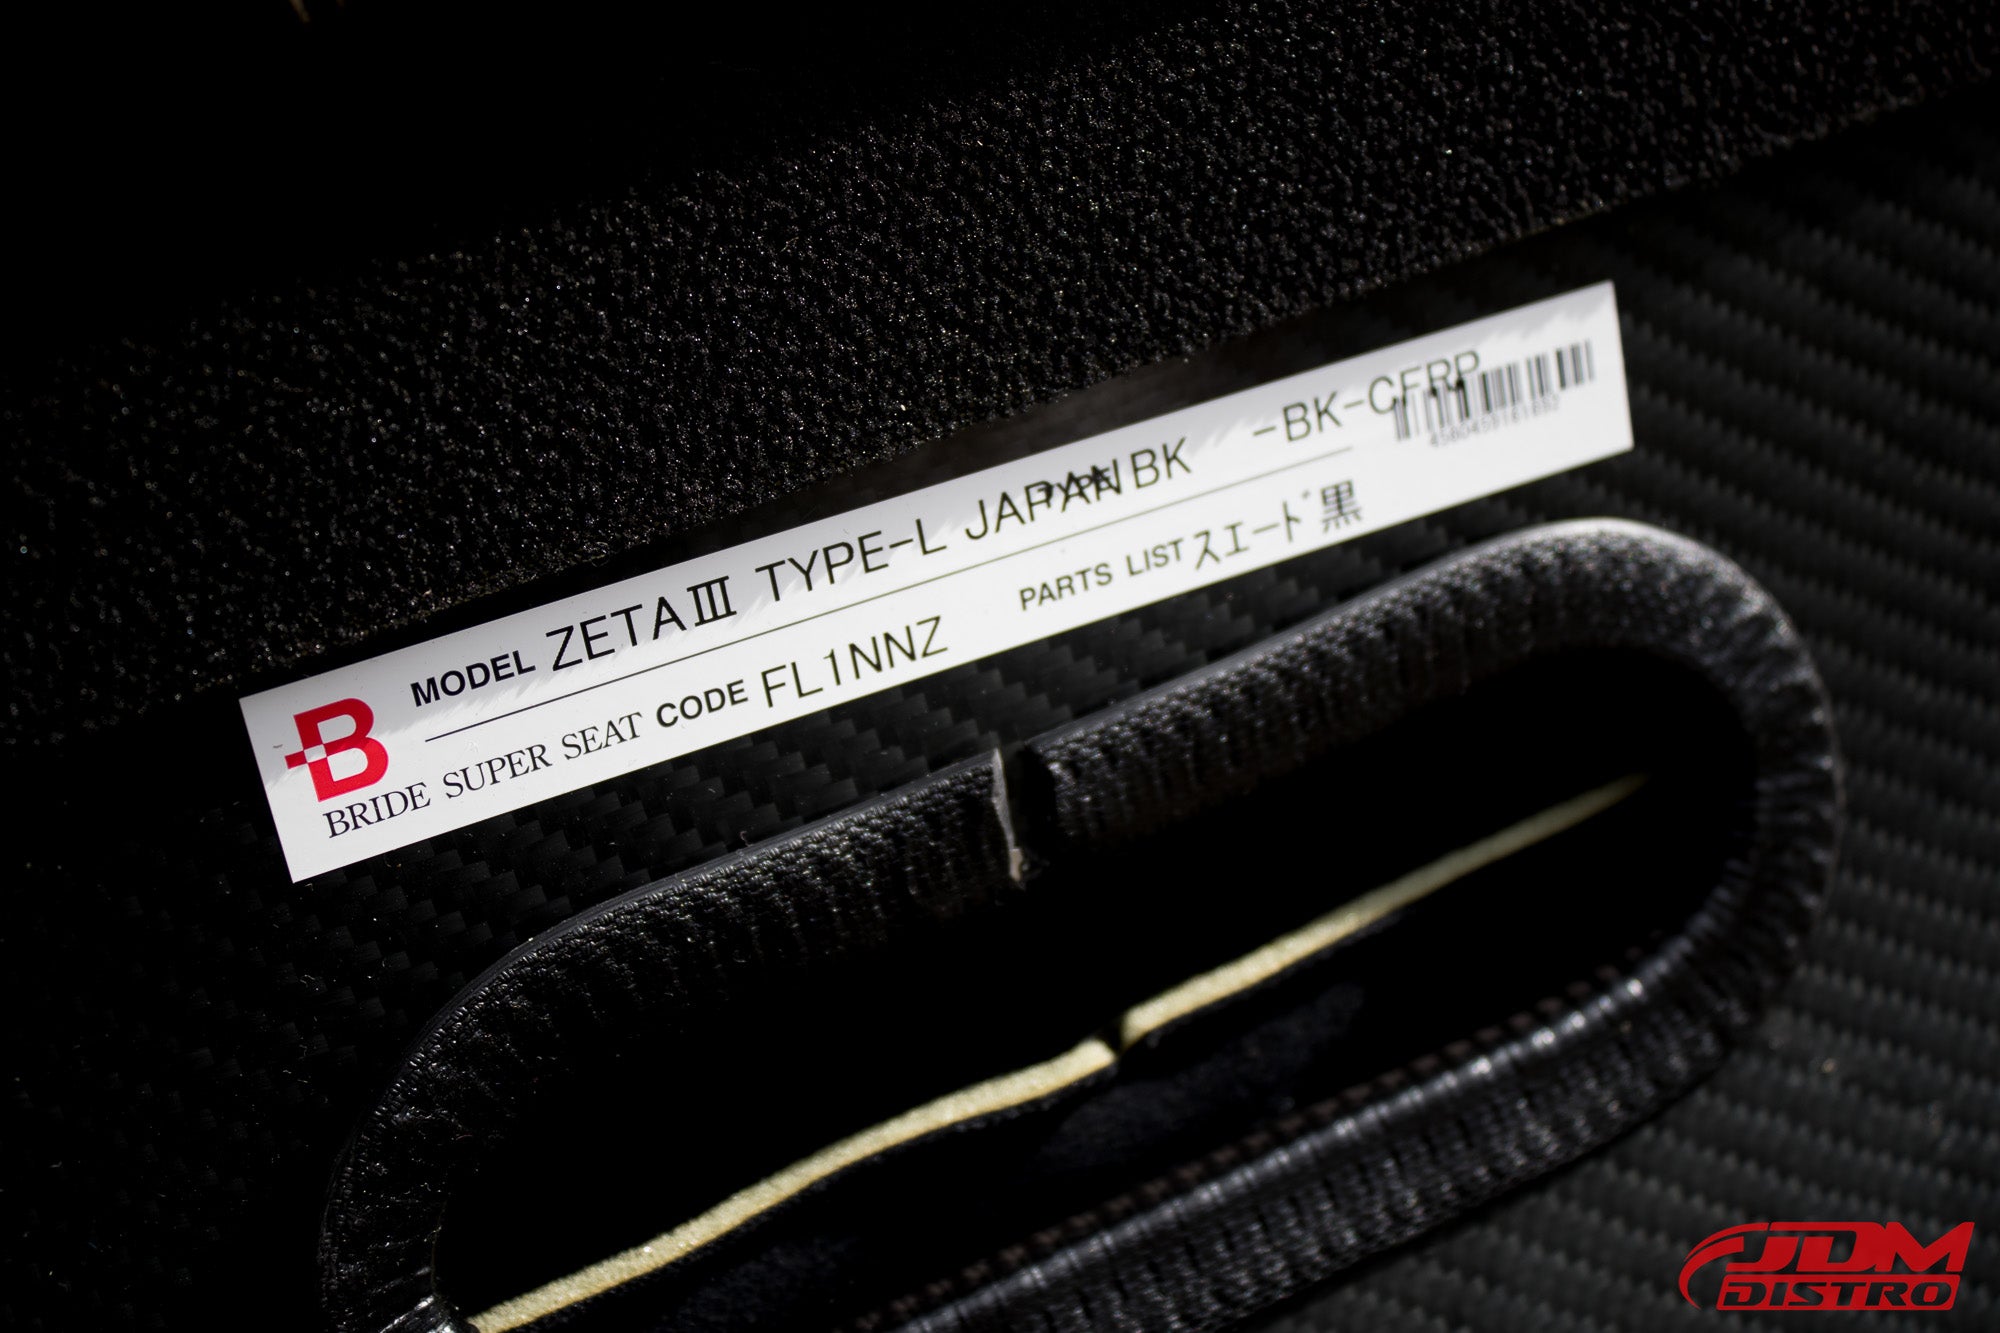 MODEL ZETAⅢ TYPE-L JAPAN BK -BK-CFRP
TYPE
BRIDE SUPER SEAT CODE FL1NNZ PARTS LIST スエード黒
B
JDM
DISTRO